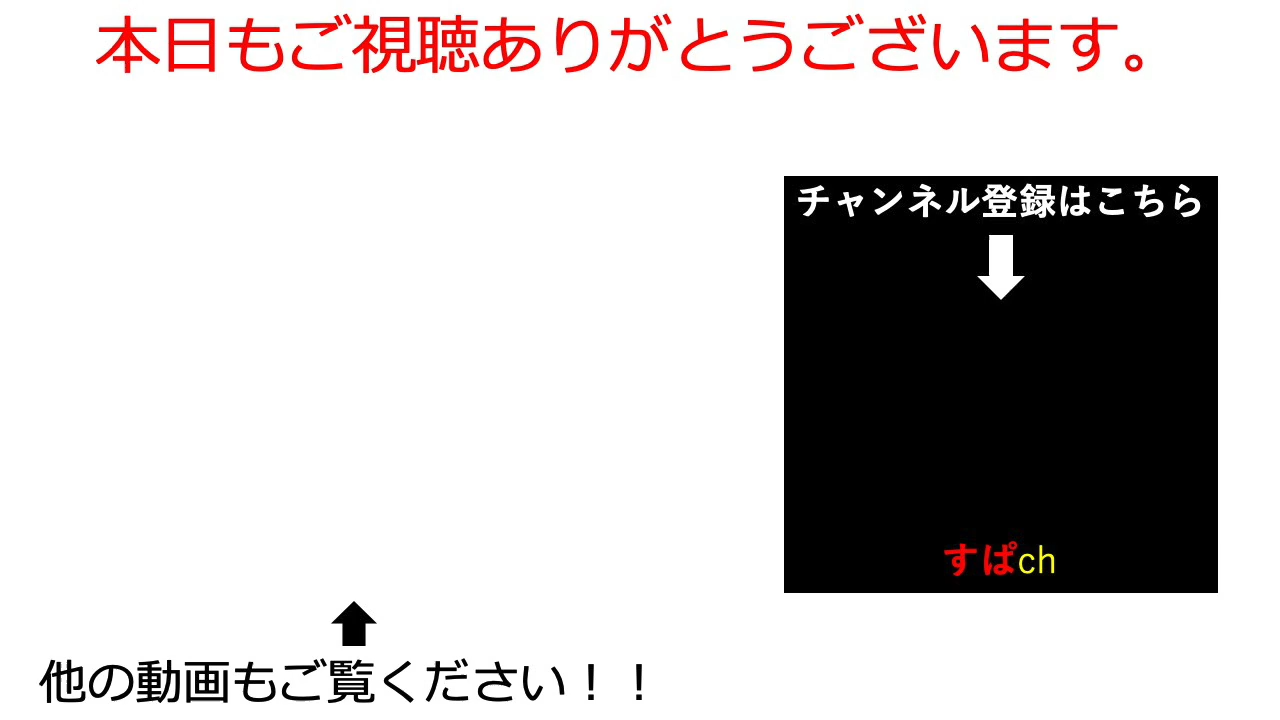 本日もご視聴ありがとうございます。
チャンネル登録はこちら
すぱch
他の動画もご覧ください！！